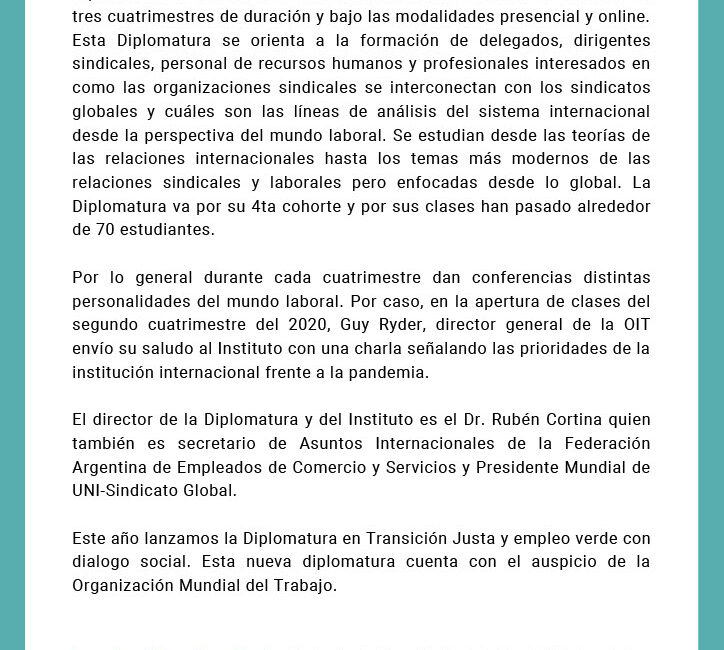 tres cuatrimestres de duración y bajo las modalidades presencial y online.
Esta Diplomatura se orienta a la formación de delegados, dirigentes
sindicales, personal de recursos humanos y profesionales interesados en
como las organizaciones sindicales se interconectan con los sindicatos
globales y cuáles son las líneas de análisis del sistema internacional
desde la perspectiva del mundo laboral. Se estudian desde las teorías de
las relaciones internacionales hasta los temas más modernos de las
relaciones sindicales y laborales pero enfocadas desde lo global. La
Diplomatura va por su 4ta cohorte y por sus clases han pasado alrededor
de 70 estudiantes.
Por lo general durante cada cuatrimestre dan conferencias distintas
personalidades del mundo laboral. Por caso, en la apertura de clases del
segundo cuatrimestre del 2020, Guy Ryder, director general de la OIT
envío su saludo al Instituto con una charla señalando las prioridades de la
institución internacional frente a la pandemia.
El director de la Diplomatura y del Instituto es el Dr. Rubén Cortina quien
también es secretario de Asuntos Internacionales de la Federación
Argentina de Empleados de Comercio y Servicios y Presidente Mundial de
UNI-Sindicato Global.
Este año lanzamos la Diplomatura en Transición Justa y empleo verde con
dialogo social. Esta nueva diplomatura cuenta con el auspicio de la
Organización Mundial del Trabajo.